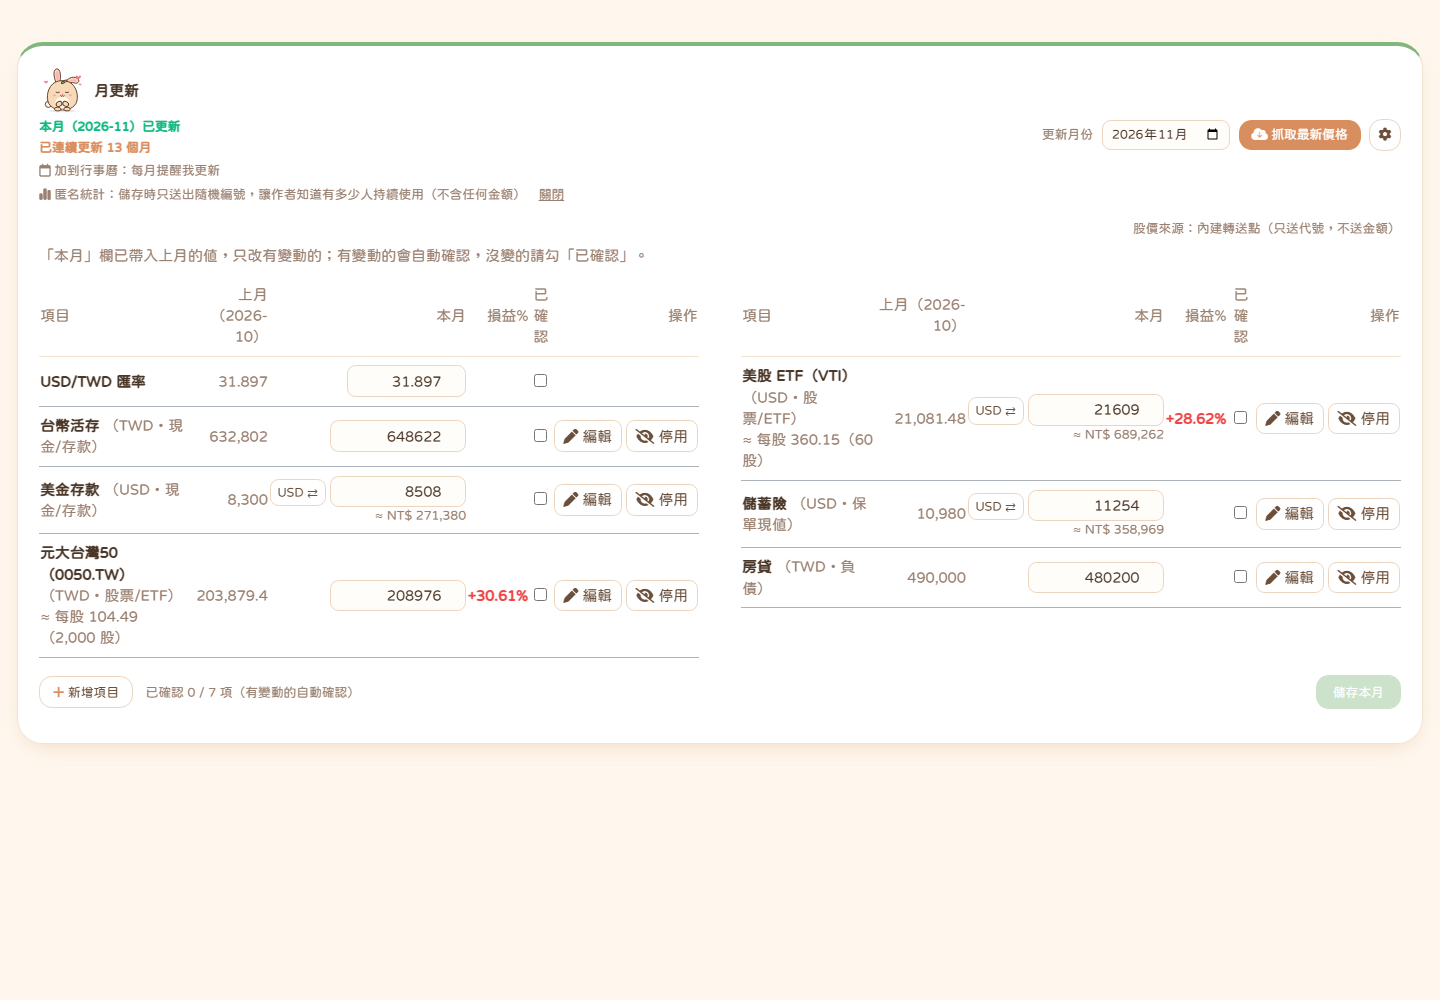 月更新
本月（2026-11）已更新
已連續更新 13 個月
加到行事曆：每月提醒我更新
匿名統計：儲存時只送出隨機編號，讓作者知道有多少人持續使用（不含任何金額） 關閉
更新月份 2026年11月 抓取最新價格
股價來源：內建轉送點（只送代號，不送金額）
「本月」欄已帶入上月的值，只改有變動的；有變動的會自動確認，沒變的請勾「已確認」。
項目 上月（2026-10） 本月 損益% 已確認 操作
USD/TWD 匯率 31.897 31.897
台幣活存 （TWD・現金/存款） 632,802 648622 編輯 停用
美金存款 （USD・現金/存款） 8,300 USD ⇄ 8508 編輯 停用
≈ NT$ 271,380
元大台灣50
（0050.TW）
（TWD・股票/ETF） 203,879.4 208976 +30.61% 編輯 停用
≈ 每股 104.49
（2,000 股）
項目 上月（2026-10） 本月 損益% 已確認 操作
美股 ETF（VTI）
（USD・股票/ETF） 21,081.48 USD ⇄ 21609 +28.62% 編輯 停用
≈ NT$ 689,262
≈ 每股 360.15（60 股）
儲蓄險 （USD・保單現值） 10,980 USD ⇄ 11254 編輯 停用
≈ NT$ 358,969
房貸 （TWD・負債） 490,000 480200 編輯 停用
新增項目 已確認 0 / 7 項（有變動的自動確認） 儲存本月